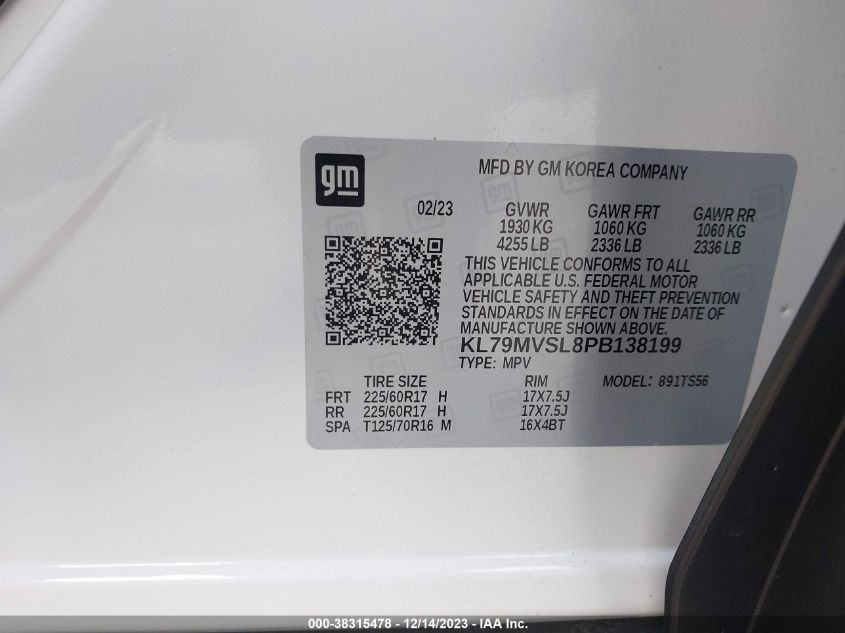 gm
MFD BY GM KOREA COMPANY
02/23 GVWR GAWR FRT GAWR RR
1930 KG 1060 KG 1060 KG
4255 LB 2336 LB 2336 LB
THIS VEHICLE CONFORMS TO ALL
APPLICABLE U.S. FEDERAL MOTOR
VEHICLE SAFETY AND THEFT PREVENTION
STANDARDS IN EFFECT ON THE DATE OF
MANUFACTURE SHOWN ABOVE.
KL79MVSL8PB138199
TYPE: MPV
TIRE SIZE RIM MODEL: 891TS56
FRT 225/60R17 H 17X7.5J
RR 225/60R17 H 17X7.5J
SPA T125/70R16 M 16X4BT
000-38315478 - 12/14/2023 - IAA Inc.